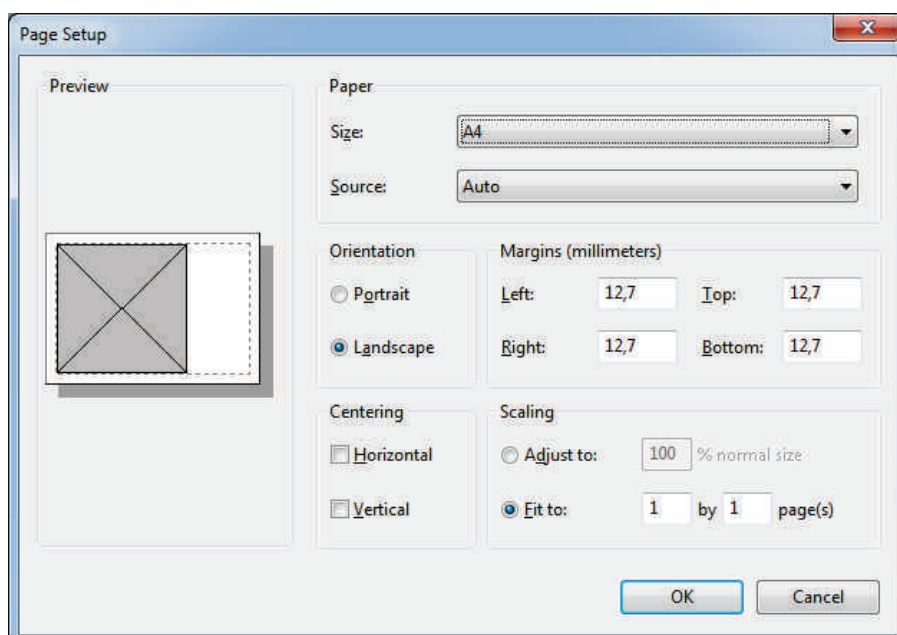 Page Setup
Preview
Paper
Size: A4
Source: Auto
Orientation
Portrait
Landscape
Margins (millimeters)
Left: 12,7 Top: 12,7
Right: 12,7 Bottom: 12,7
Centering
Horizontal
Vertical
Scaling
Adjust to: 100 % normal size
Fit to: 1 by 1 page(s)
OK Cancel